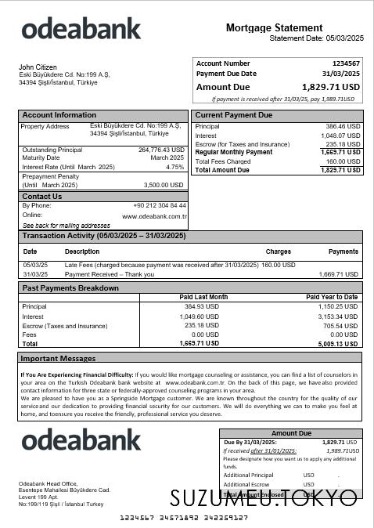 odeabank
Mortgage Statement
Statement Date: 05/03/2025
John Citizen
Eski Büyükdere Cd. No:199 A.Ş,
34394 Şişli/İstanbul, Türkiye
Account Number 1234567
Payment Due Date 31/03/2025
Amount Due 1,829.71 USD
If payment is received after 31/03/25, pay 1,989.71USD
Account Information
Property Address Eski Büyükdere Cd. No:199 A.Ş,
34394 Şişli/İstanbul, Türkiye
Outstanding Principal 264,776.43 USD
Maturity Date March 2025
Interest Rate (Until March 2025) 4.75%
Prepayment Penalty
(Until March 2025) 3,500.00 USD
Contact Us
By Phone: +90 212 304 84 44
Online: www.odeabank.com.tr
See back for mailing addresses
Current Payment Due
Principal 386.46 USD
Interest 1,048.07 USD
Escrow (for Taxes and Insurance) 235.18 USD
Regular Monthly Payment 1,669.71 USD
Total Fees Charged 160.00 USD
Total Amount Due 1,829.71 USD
Transaction Activity (05/03/2025 – 31/03/2025)
Date Description Charges Payments
05/03/25 Late Fees (charged because payment was received after 31/03/2025) 160.00 USD
31/03/25 Payment Received – Thank you 1,669.71 USD
Past Payments Breakdown
Paid Last Month Paid Year to Date
Principal 384.93 USD 1,150.25 USD
Interest 1,049.60 USD 3,153.34 USD
Escrow (Taxes and Insurance) 235.18 USD 705.54 USD
Fees 0.00 USD 0.00 USD
Total 1,669.71 USD 5,009.13 USD
Important Messages
If You Are Experiencing Financial Difficulty: If you would like mortgage counseling or assistance, you can find a list of counselors in
your area on the Turkish Odeabank bank website at www.odeabank.com.tr. On the back of this page, we have also provided
contact information for three state or federally-approved counseling programs in your area.
We are pleased to have you as a Springside Mortgage customer. We are known throughout the country for the quality of our
service and our dedication to providing financial security for our customers. We will do everything we can to make you feel at
home, and to ensure you receive the friendly, professional service you deserve.
odeabank
Odeabank Head Office,
Esentepe Mahallesi Büyükdere Cad.
Levent 199 Apt.
No:199/119 Şişli / İstanbul Turkey
Amount Due
Due By 31/03/2025: 1,829.71 USD
If received after 31/03/2025: 1,989.71USD
Please designate how you want us to apply any additional
funds.
Additional Principal USD
Additional Escrow USD
Total Amount Enclosed USD
SUZUMEU.TOKYO